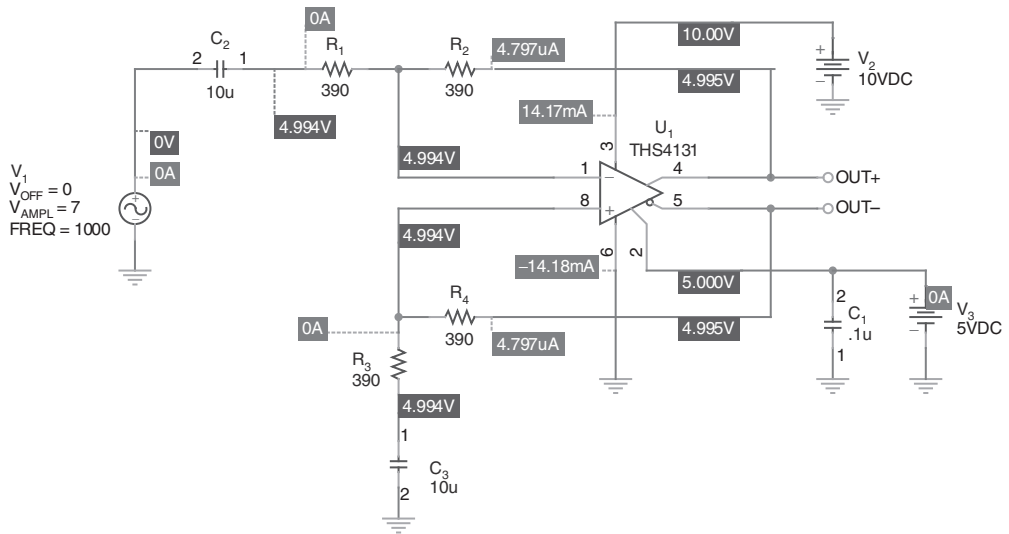 0A
C2
2 1
10u
R1
390
R2
390
4.797uA
10.00V
4.995V
+
−
V2
10VDC
4.994V
14.17mA
U1
THS4131
3
0V
0A
V1
VOFF = 0
VAMPL = 7
FREQ = 1000
+
−
4.994V
1
−
4
OUT+
8
+
5
OUT−
4.994V
6
2
−14.18mA
5.000V
R4
390
0A
4.797uA
4.995V
2
C1
.1u
1
+
−
0A
V3
5VDC
R3
390
4.994V
1
C3
10u
2